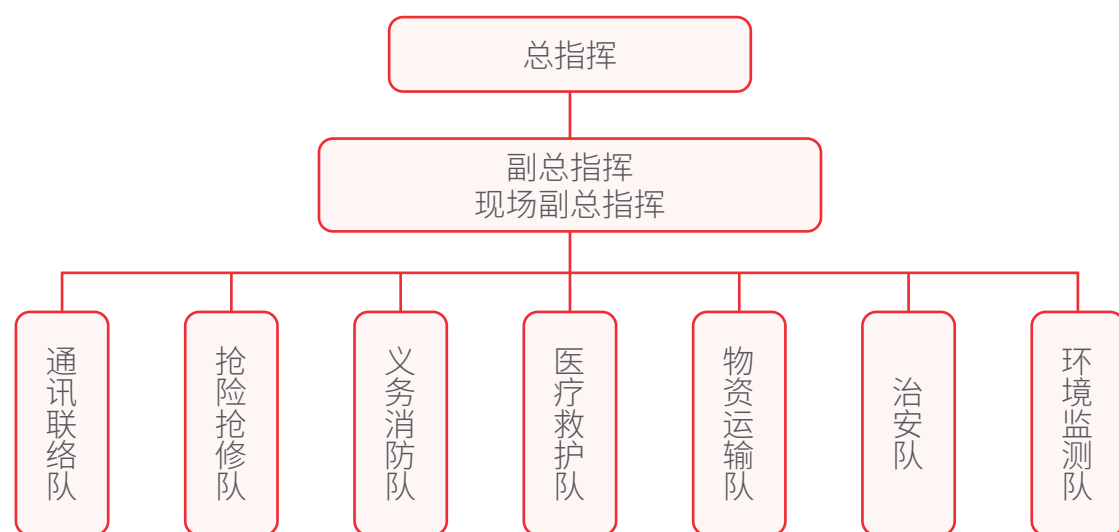 总指挥
副总指挥
现场副总指挥
通讯联络队
抢险抢修队
义务消防队
医疗救护队
物资运输队
治安队
环境监测队